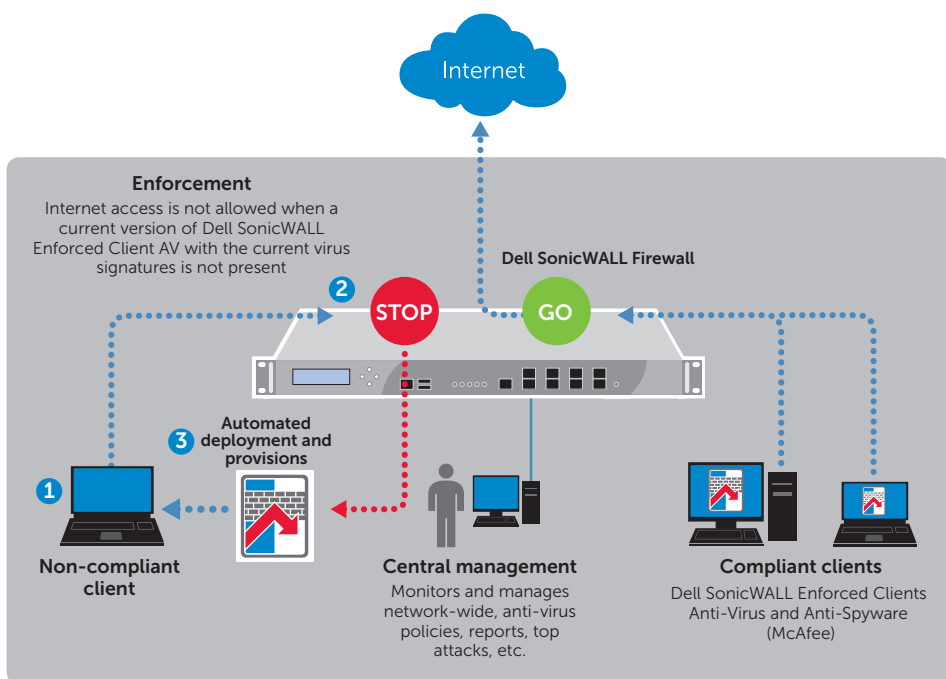 Internet
Enforcement
Internet access is not allowed when a
current version of Dell SonicWALL
Enforced Client AV with the current virus
signatures is not present
Dell SonicWALL Firewall
2
STOP
GO
3
Automated
deployment and
provisions
1
Non-compliant
client
Central management
Monitors and manages
network-wide, anti-virus
policies, reports, top
attacks, etc.
Compliant clients
Dell SonicWALL Enforced Clients
Anti-Virus and Anti-Spyware
(McAfee)